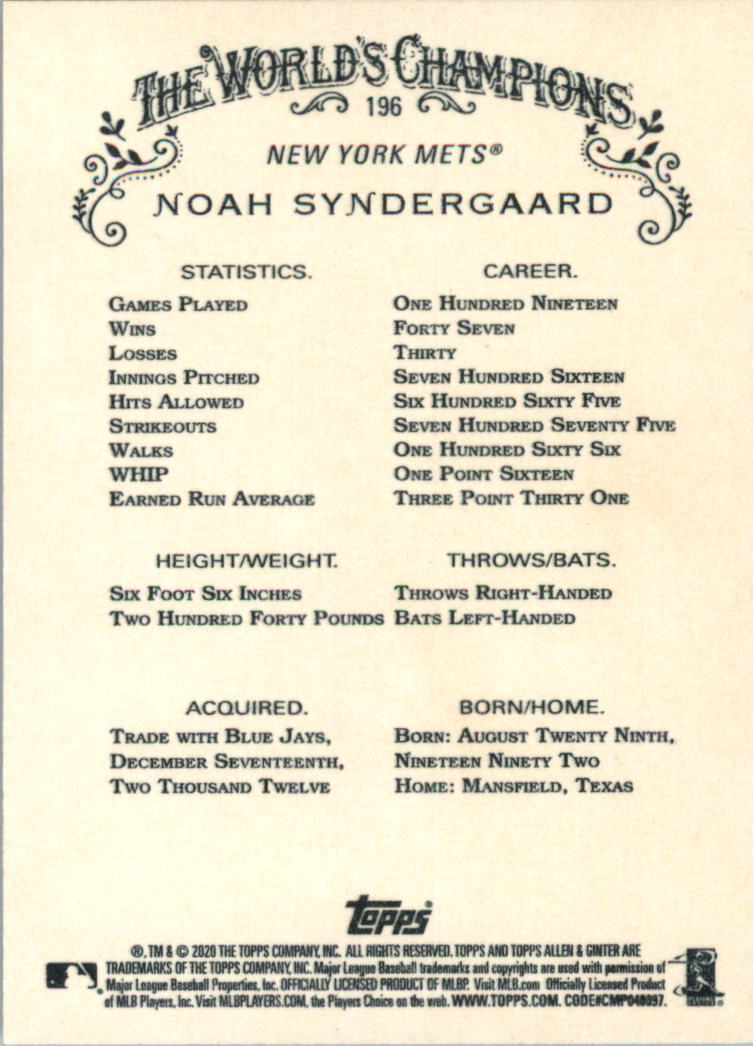 THE WORLD'S CHAMPIONS
196
NEW YORK METS®
NOAH SYNDERGAARD
STATISTICS. CAREER.
GAMES PLAYED ONE HUNDRED NINETEEN
WINS FORTY SEVEN
LOSSES THIRTY
INNINGS PITCHED SEVEN HUNDRED SIXTEEN
HITS ALLOWED SIX HUNDRED SIXTY FIVE
STRIKEOUTS SEVEN HUNDRED SEVENTY FIVE
WALKS ONE HUNDRED SIXTY SIX
WHIP ONE POINT SIXTEEN
EARNED RUN AVERAGE THREE POINT THIRTY ONE
HEIGHT/WEIGHT. THROWS/BATS.
SIX FOOT SIX INCHES THROWS RIGHT-HANDED
TWO HUNDRED FORTY POUNDS BATS LEFT-HANDED
ACQUIRED. BORN/HOME.
TRADE WITH BLUE JAYS, BORN: AUGUST TWENTY NINTH,
DECEMBER SEVENTEENTH, NINETEEN NINETY TWO
TWO THOUSAND TWELVE HOME: MANSFIELD, TEXAS
Topps®
®, TM & © 2020 THE TOPPS COMPANY, INC. ALL RIGHTS RESERVED. TOPPS AND TOPPS ALLEN & GINTER ARE
TRADEMARKS OF THE TOPPS COMPANY, INC. Major League Baseball trademarks and copyrights are used with permission of
Major League Baseball Properties, Inc. OFFICIALLY LICENSED PRODUCT OF MLBP. Visit MLB.com Officially Licensed Product
of MLB Players, Inc. Visit MLBPLAYERS.COM, the Players Choice on the web. WWW.TOPPS.COM. CODE#CMP048097.